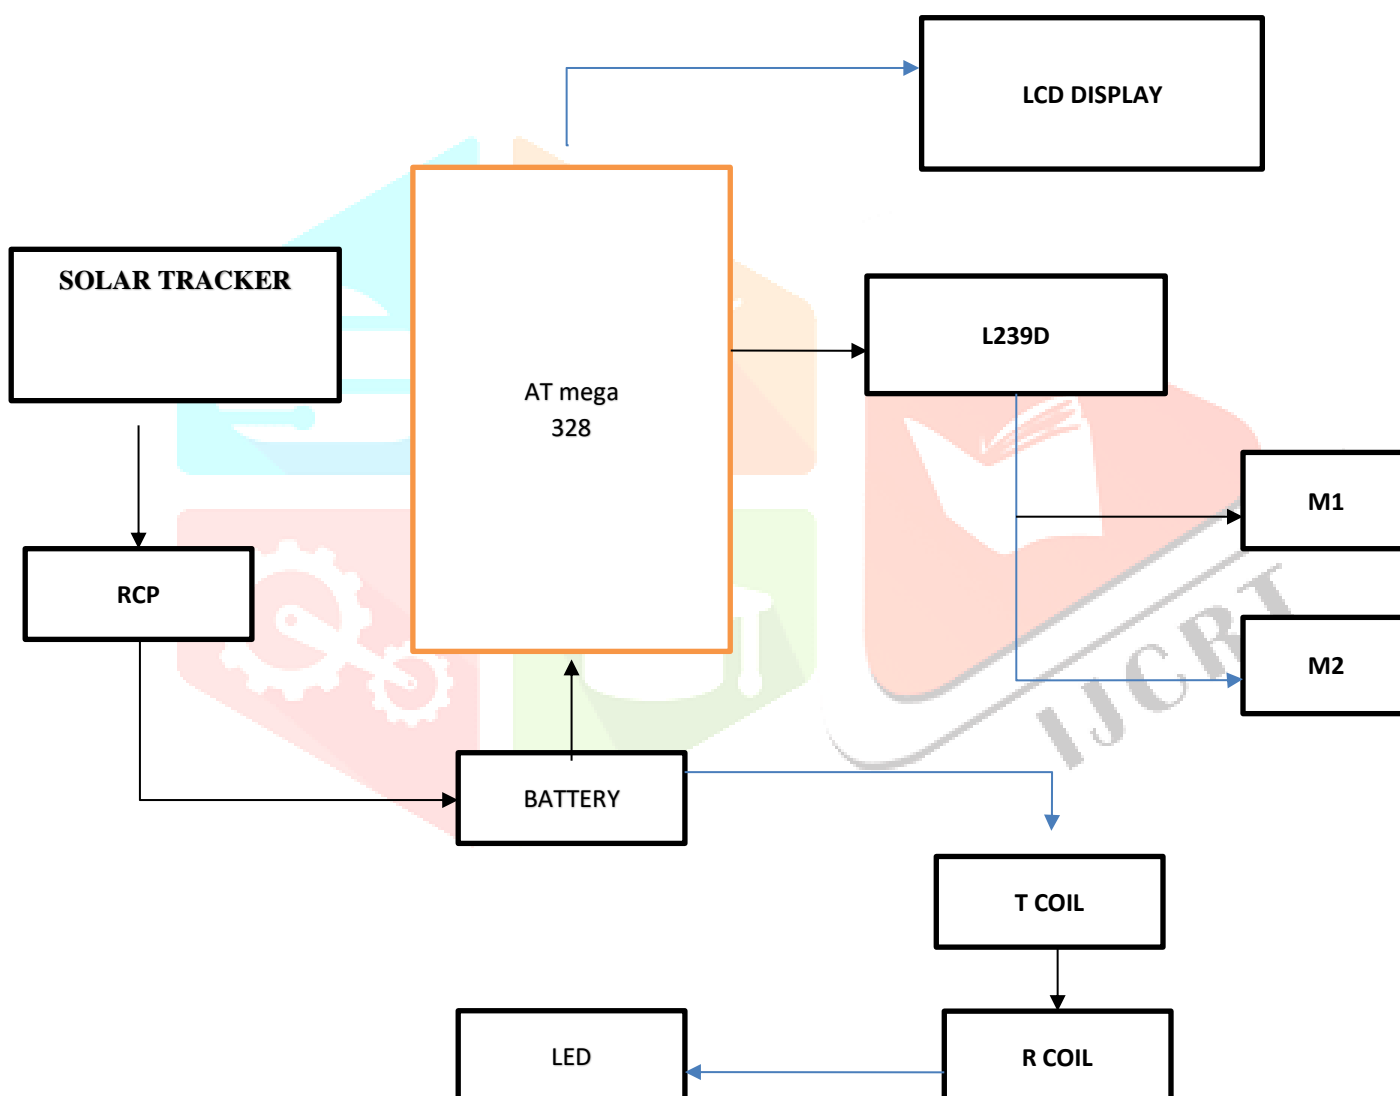 LCD DISPLAY
SOLAR TRACKER
L239D
AT mega
328
M1
RCP
M2
IJCRT
BATTERY
T COIL
LED
R COIL